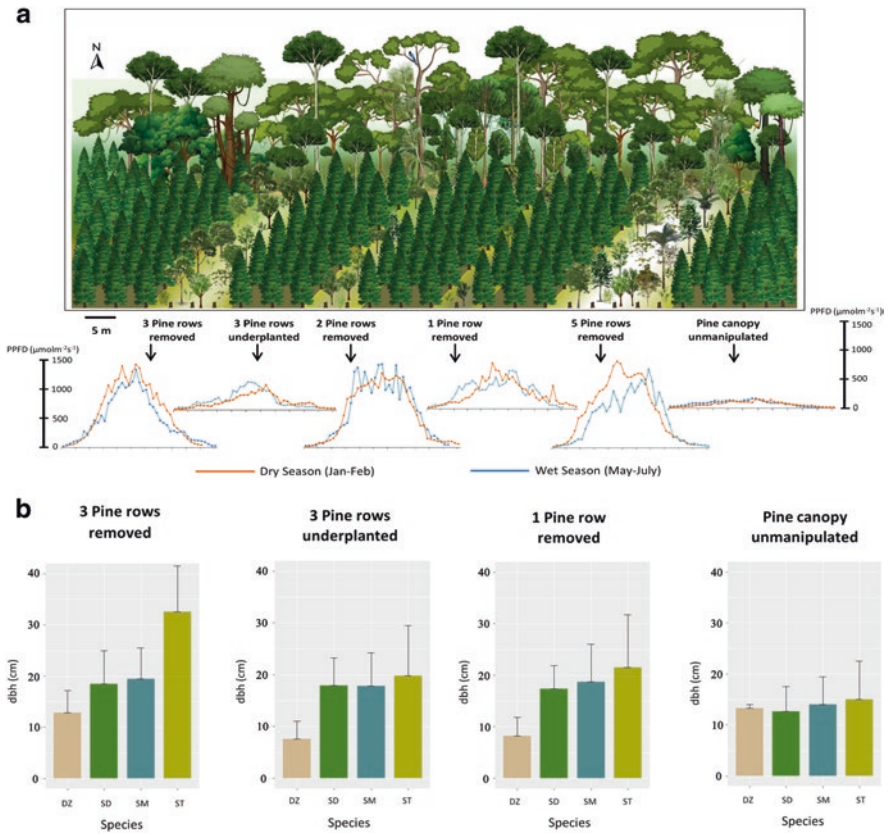 a
N
5 m
3 Pine rows removed
3 Pine rows underplanted
2 Pine rows removed
1 Pine row removed
5 Pine rows removed
Pine canopy unmanipulated
PPFD (µmolm⁻²s⁻¹)
1500
1000
500
0
PPFD (µmolm⁻²s⁻¹)
1500
1000
500
0
Dry Season (Jan-Feb)
Wet Season (May-July)
b
3 Pine rows
removed
40
30
20
10
0
dbh (cm)
DZ SD SM ST
Species
3 Pine rows
underplanted
40
30
20
10
0
dbh (cm)
DZ SD SM ST
Species
1 Pine row
removed
40
30
20
10
0
dbh (cm)
DZ SD SM ST
Species
Pine canopy
unmanipulated
40
30
20
10
0
dbh (cm)
DZ SD SM ST
Species